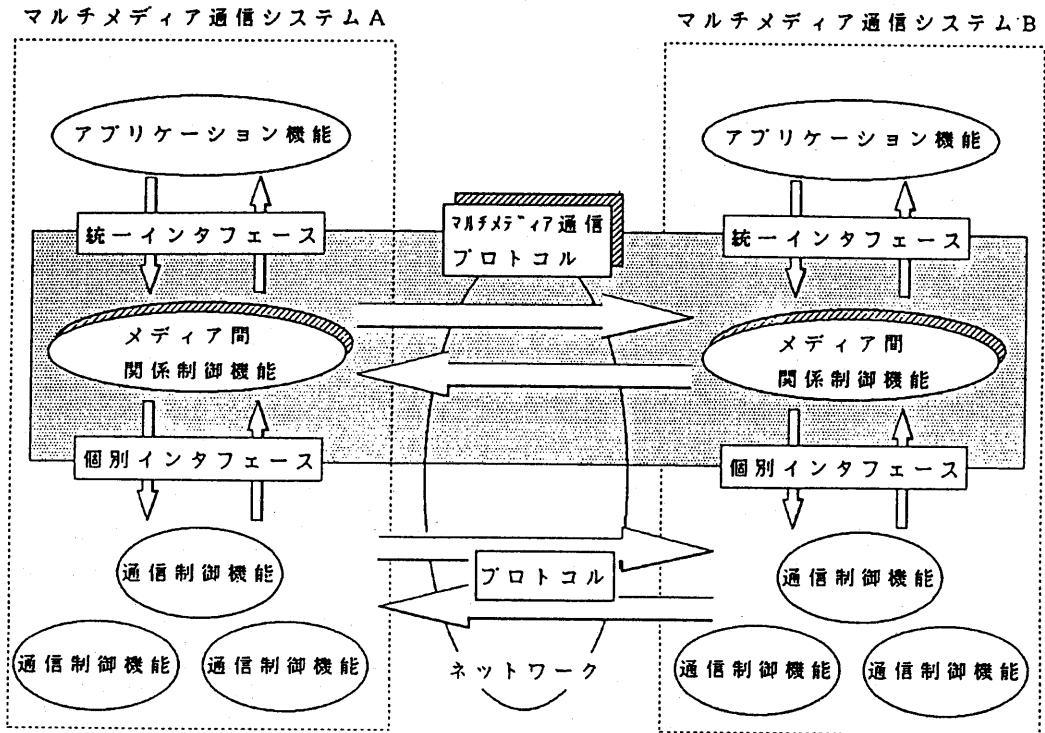 マルチメディア通信システムA
マルチメディア通信システムB
アプリケーション機能
アプリケーション機能
統一インタフェース
マルチメディア通信
プロトコル
統一インタフェース
メディア間
関係制御機能
メディア間
関係制御機能
個別インタフェース
個別インタフェース
通信制御機能
プロトコル
通信制御機能
通信制御機能
通信制御機能
ネットワーク
通信制御機能
通信制御機能